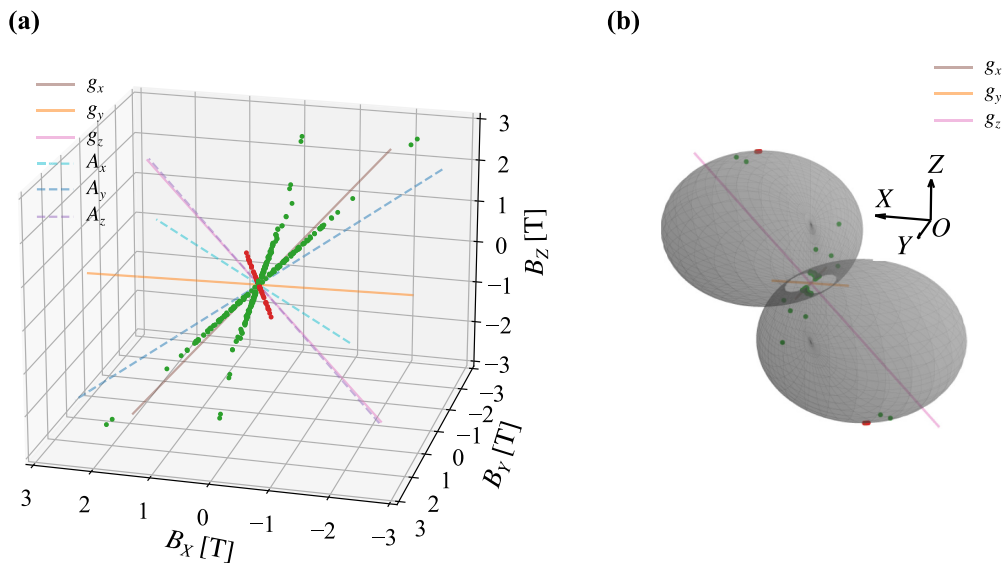 (a)
g_x
g_y
g_z
A_x
A_y
A_z
3
2
1
0
−1
−2
−3
B_Z [T]
−3
−2
−1
0
1
2
3
B_Y [T]
3
2
1
0
−1
−2
−3
B_X [T]
(b)
g_x
g_y
g_z
Z
X
O
Y